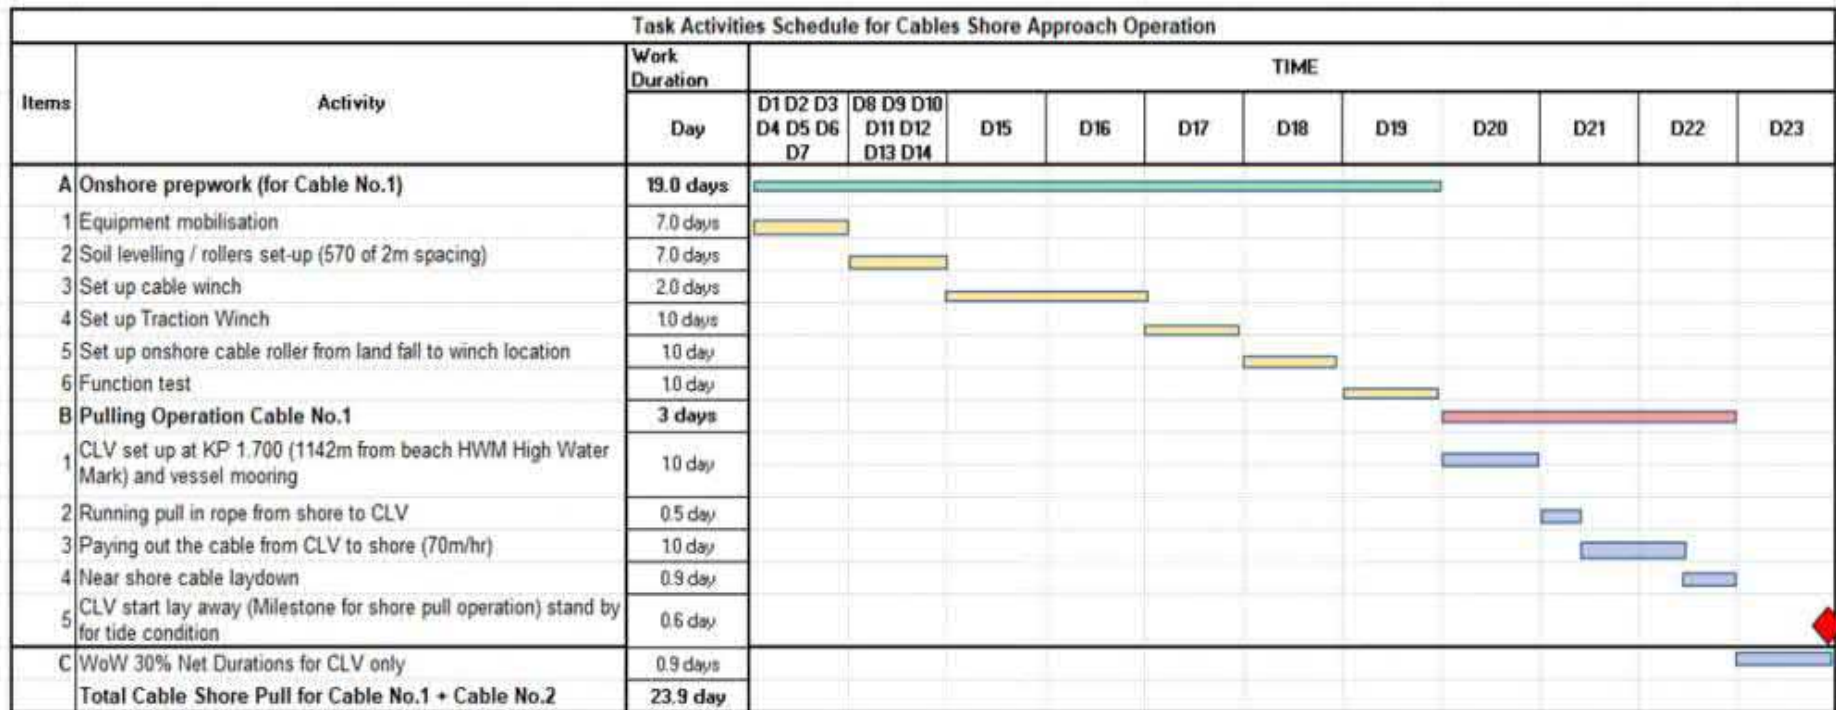 Task Activities Schedule for Cables Shore Approach Operation
Items Activity Work Duration TIME
Day D1 D2 D3 D4 D5 D6 D7 D8 D9 D10 D11 D12 D13 D14 D15 D16 D17 D18 D19 D20 D21 D22 D23
A Onshore prepwork (for Cable No.1) 19.0 days
1 Equipment mobilisation 7.0 days
2 Soil levelling / rollers set-up (570 of 2m spacing) 7.0 days
3 Set up cable winch 2.0 days
4 Set up Traction Winch 1.0 days
5 Set up onshore cable roller from land fall to winch location 1.0 day
6 Function test 1.0 day
B Pulling Operation Cable No.1 3 days
1 CLV set up at KP 1.700 (1142m from beach HWM High Water
Mark) and vessel mooring 1.0 day
2 Running pull in rope from shore to CLV 0.5 day
3 Paying out the cable from CLV to shore (70m/hr) 1.0 day
4 Near shore cable laydown 0.9 day
5 CLV start lay away (Milestone for shore pull operation) stand by
for tide condition 0.6 day
C WoW 30% Net Durations for CLV only 0.9 days
Total Cable Shore Pull for Cable No.1 + Cable No.2 23.9 day